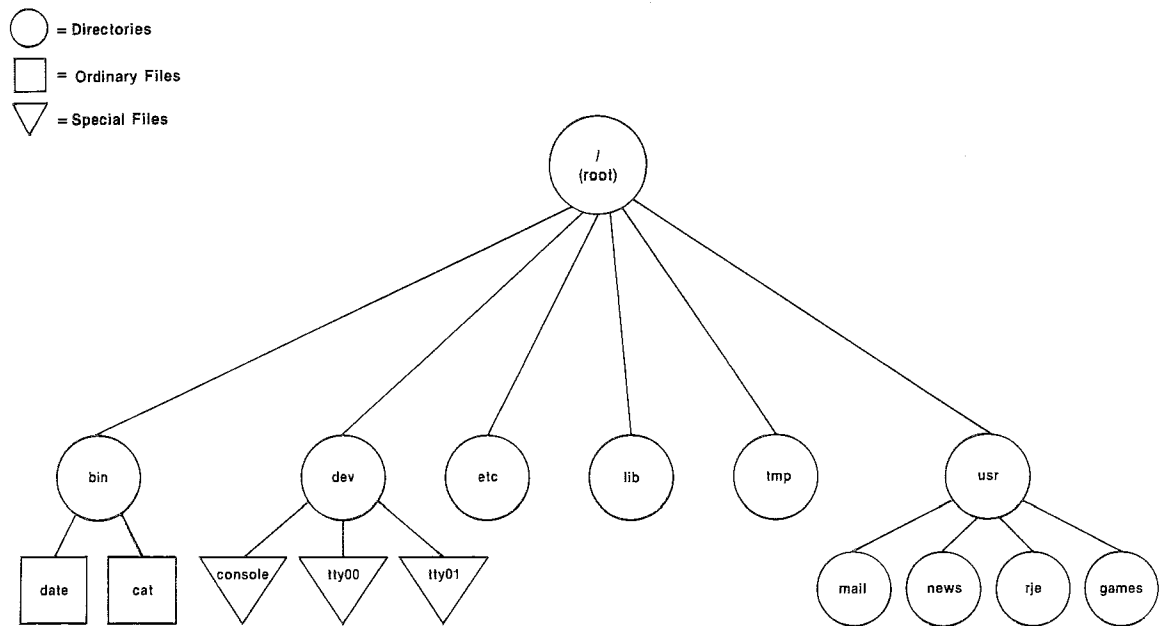 = Directories
= Ordinary Files
= Special Files
/
(root)
bin
dev
etc
lib
tmp
usr
date
cat
console
tty00
tty01
mail
news
rje
games